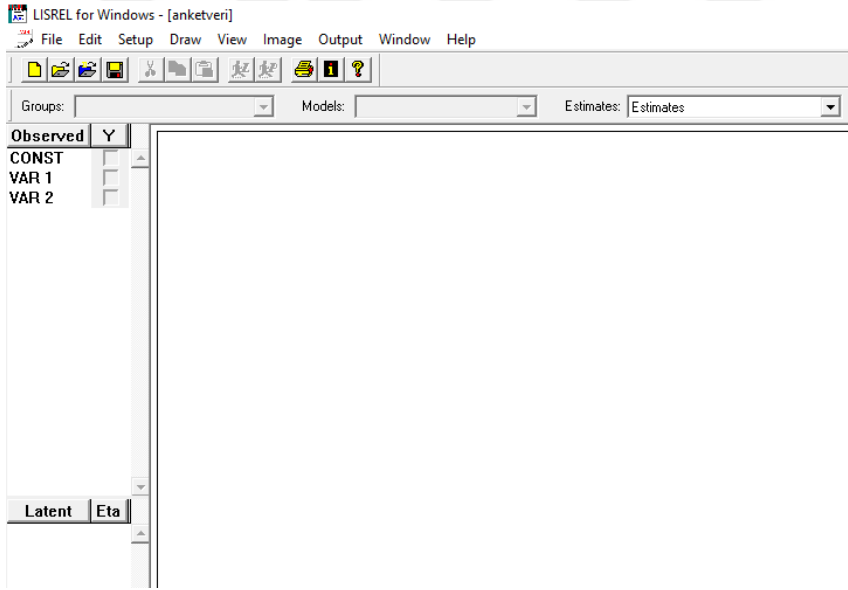 LISREL for Windows - [anketveri]
File Edit Setup Draw View Image Output Window Help
Groups: Models: Estimates: Estimates
Observed Y
CONST
VAR 1
VAR 2
Latent Eta